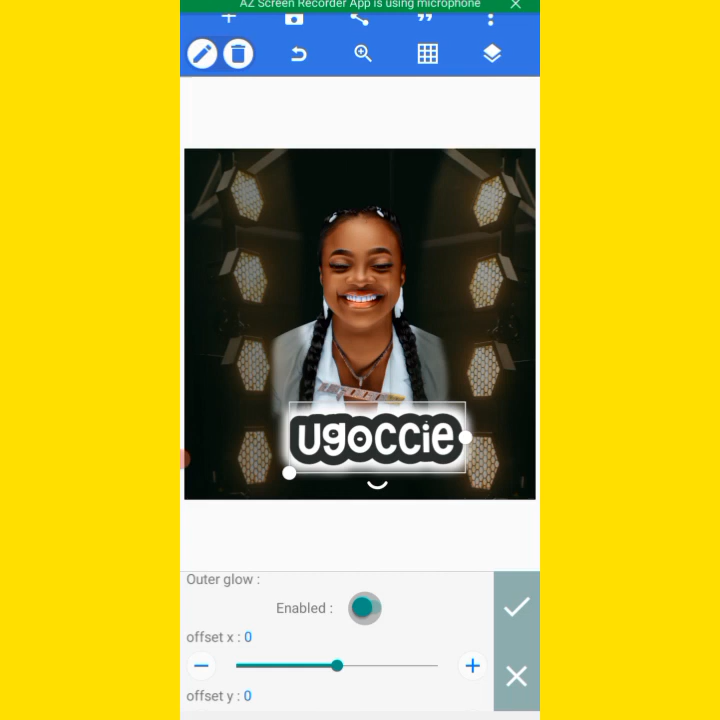 AZ Screen Recorder App is using microphone
ugoccie
Outer glow :
Enabled :
offset x : 0
offset y : 0